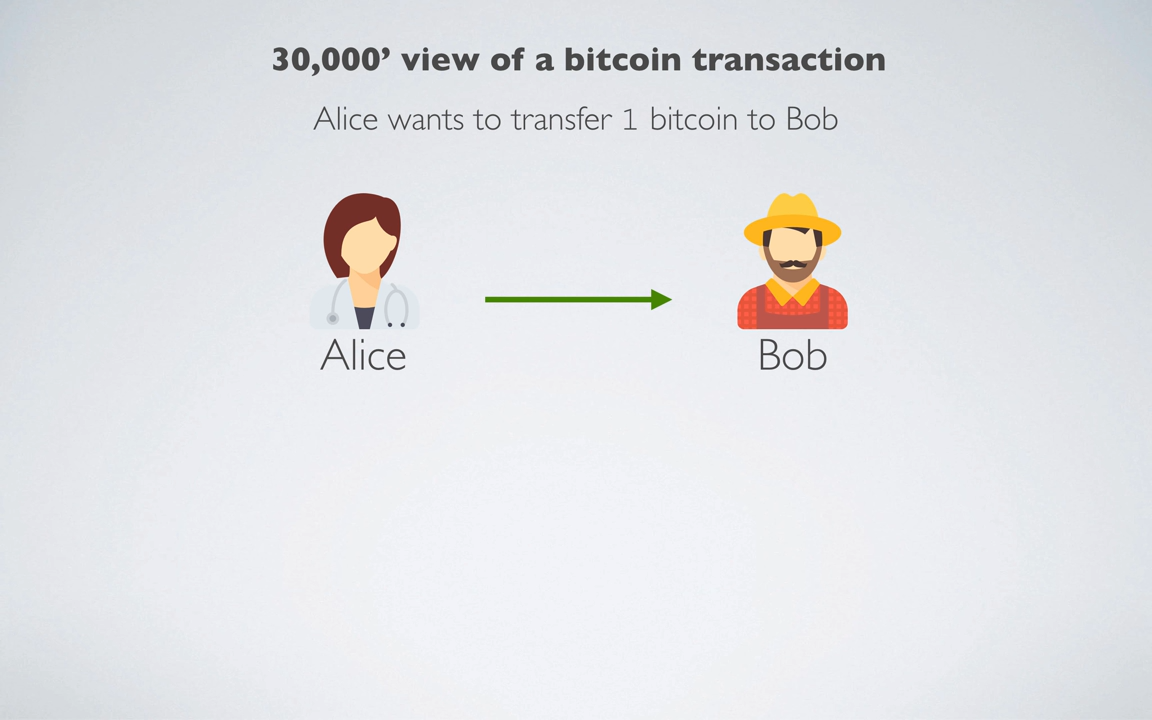 30,000’ view of a bitcoin transaction
Alice wants to transfer 1 bitcoin to Bob
Alice
Bob